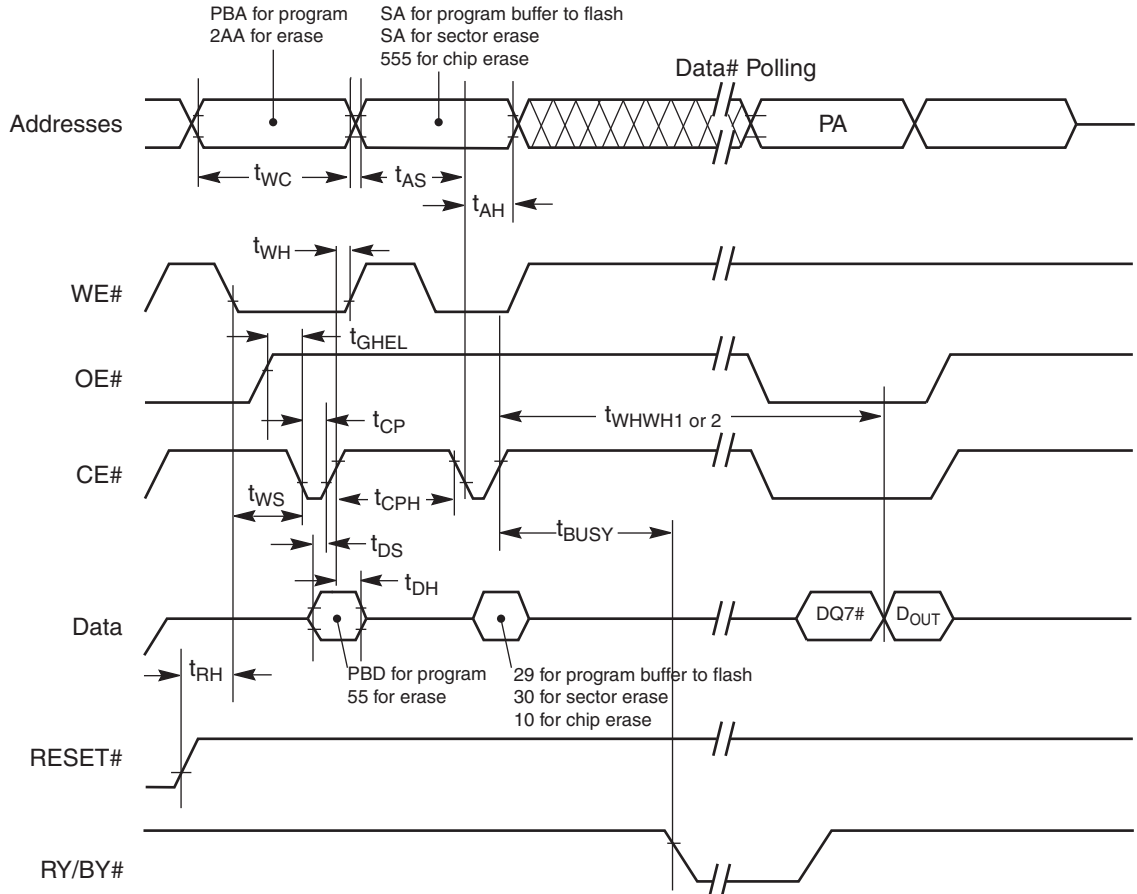 PBA for program
2AA for erase
SA for program buffer to flash
SA for sector erase
555 for chip erase
Data# Polling
Addresses
PA
tWC
tAS
tAH
tWH
WE#
tGHEL
OE#
tWHWH1 or 2
tCP
CE#
tWS
tCPH
tBUSY
tDS
tDH
Data
DQ7#
DOUT
tRH
PBD for program
55 for erase
29 for program buffer to flash
30 for sector erase
10 for chip erase
RESET#
RY/BY#